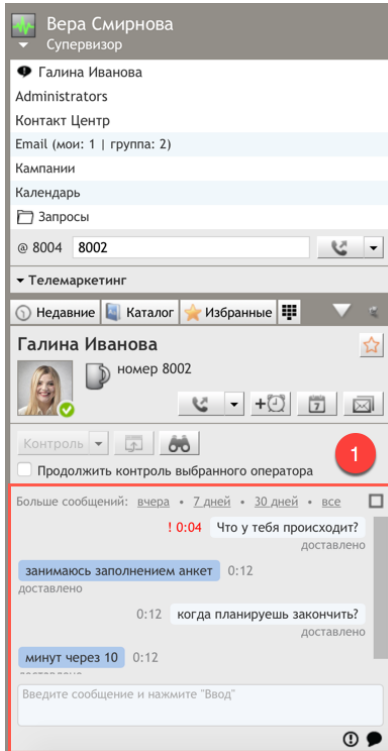 Вера Смирнова
Супервизор
Галина Иванова
Administrators
Контакт Центр
Email (мои: 1 | группа: 2)
Кампании
Календарь
Запросы
@ 8004 8002
Телемаркетинг
Недавние Каталог Избранные
Галина Иванова
номер 8002
7
Контроль
Продолжить контроль выбранного оператора
1
Больше сообщений: вчера • 7 дней • 30 дней • все
! 0:04 Что у тебя происходит?
доставлено
занимаюсь заполнением анкет 0:12
доставлено
0:12 когда планируешь закончить?
доставлено
минут через 10 0:12
Введите сообщение и нажмите "Ввод"